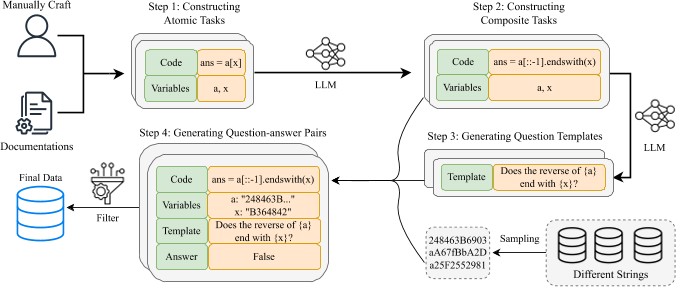 Manually Craft
Documentations
Step 1: Constructing
Atomic Tasks
Code
ans = a[x]
Variables
a, x
LLM
Step 2: Constructing
Composite Tasks
Code
ans = a[::-1].endswith(x)
Variables
a, x
LLM
Step 3: Generating Question Templates
Template
Does the reverse of {a}
end with {x}?
Different Strings
Sampling
248463B6903
aA67fBbA2D
a25F2552981
Step 4: Generating Question-answer Pairs
Code
ans = a[::-1].endswith(x)
Variables
a: "248463B..."
x: "B364842"
Template
Does the reverse of {a}
end with {x}?
Answer
False
Filter
Final Data